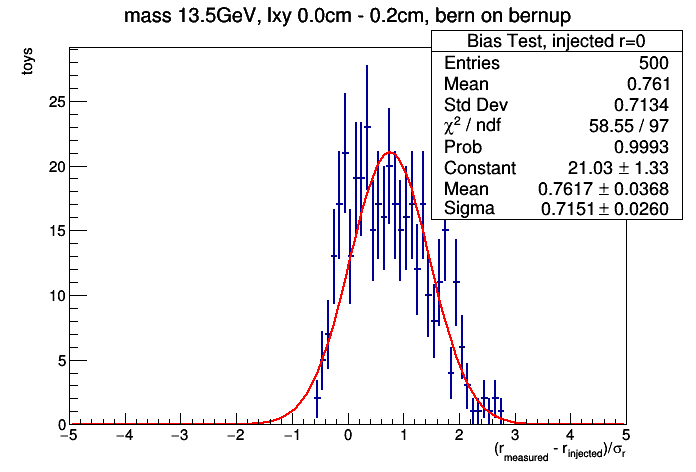 mass 13.5GeV, lxy 0.0cm - 0.2cm, bern on bernup
toys
Bias Test, injected r=0
Entries 500
Mean 0.761
Std Dev 0.7134
χ² / ndf 58.55 / 97
Prob 0.9993
Constant 21.03 ± 1.33
Mean 0.7617 ± 0.0368
Sigma 0.7151 ± 0.0260
25
20
15
10
5
0
−5 −4 −3 −2 −1 0 1 2 3 4 5
(r_measured - r_injected)/σ_r